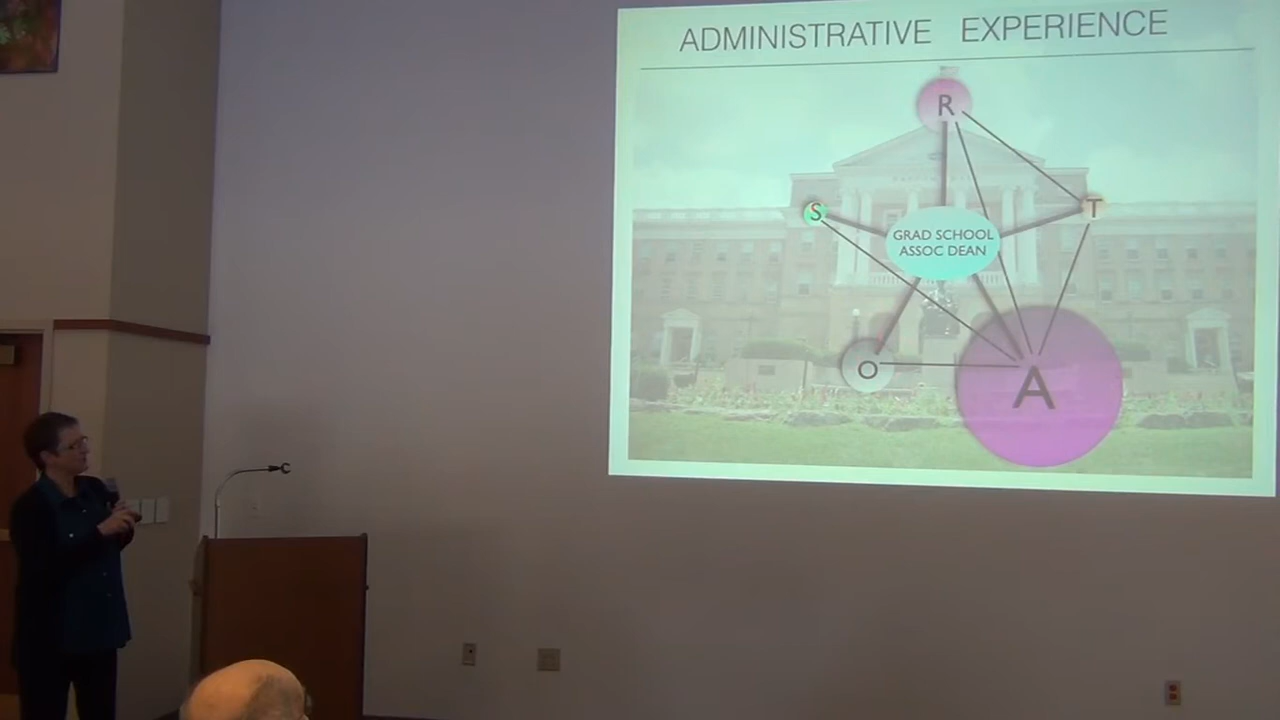 ADMINISTRATIVE EXPERIENCE
R
S
T
GRAD SCHOOL
ASSOC DEAN
O
A